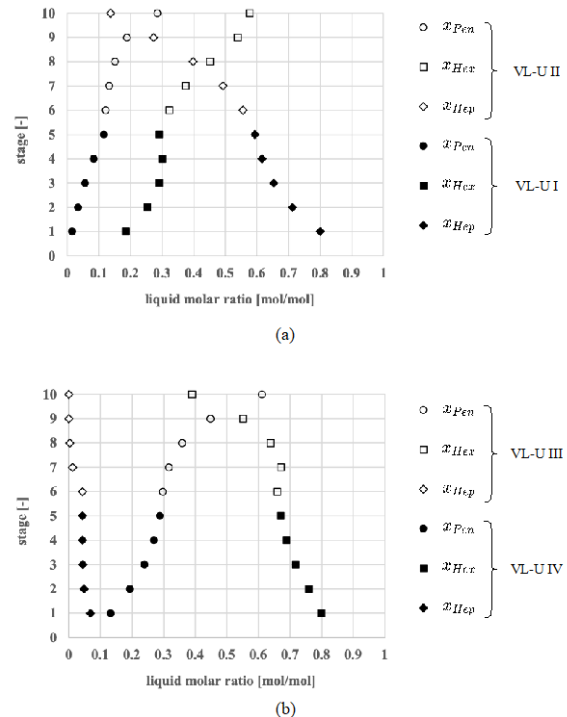 10
9
8
7
6
5
4
3
2
1
0
stage [-]
0 0.1 0.2 0.3 0.4 0.5 0.6 0.7 0.8 0.9 1
liquid molar ratio [mol/mol]
x_Pen
x_Hex
x_Hep
VL-U II
x_Pen
x_Hex
x_Hep
VL-U I
(a)
10
9
8
7
6
5
4
3
2
1
0
stage [-]
0 0.1 0.2 0.3 0.4 0.5 0.6 0.7 0.8 0.9 1
liquid molar ratio [mol/mol]
x_Pen
x_Hex
x_Hep
VL-U III
x_Pen
x_Hex
x_Hep
VL-U IV
(b)